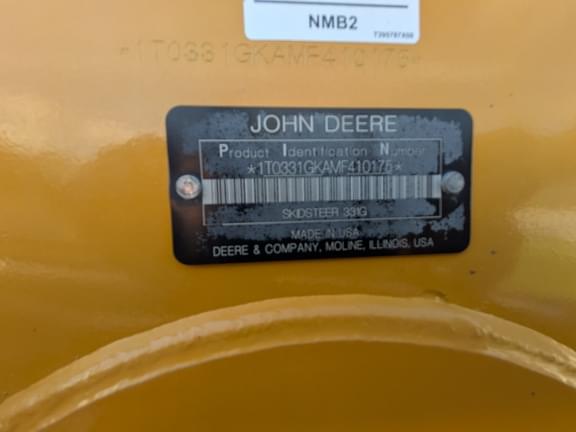 NMB2
*1T0331GKAMF410175*
JOHN DEERE
Product Identification Number
*1T0331GKAMF410175*
SKIDSTEER 331G
MADE IN USA
DEERE & COMPANY, MOLINE, ILLINOIS, USA